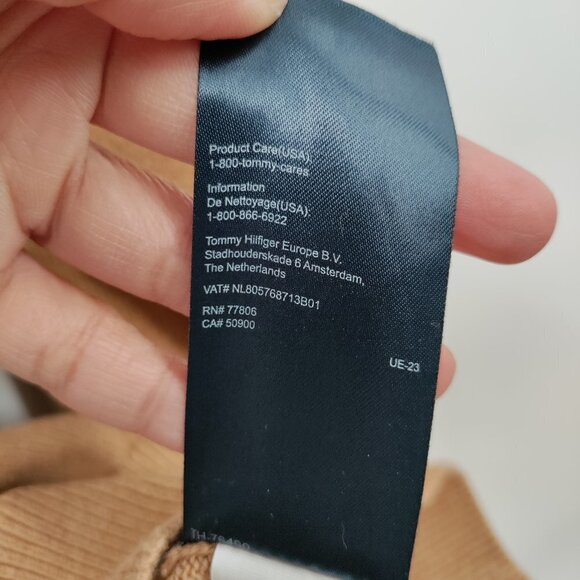 Product Care(USA):
1-800-tommy-cares
Information
De Nettoyage(USA):
1-800-866-6922
Tommy Hilfiger Europe B.V.
Stadhouderskade 6 Amsterdam,
The Netherlands
VAT# NL805768713B01
RN# 77806
CA# 50900
UE-23